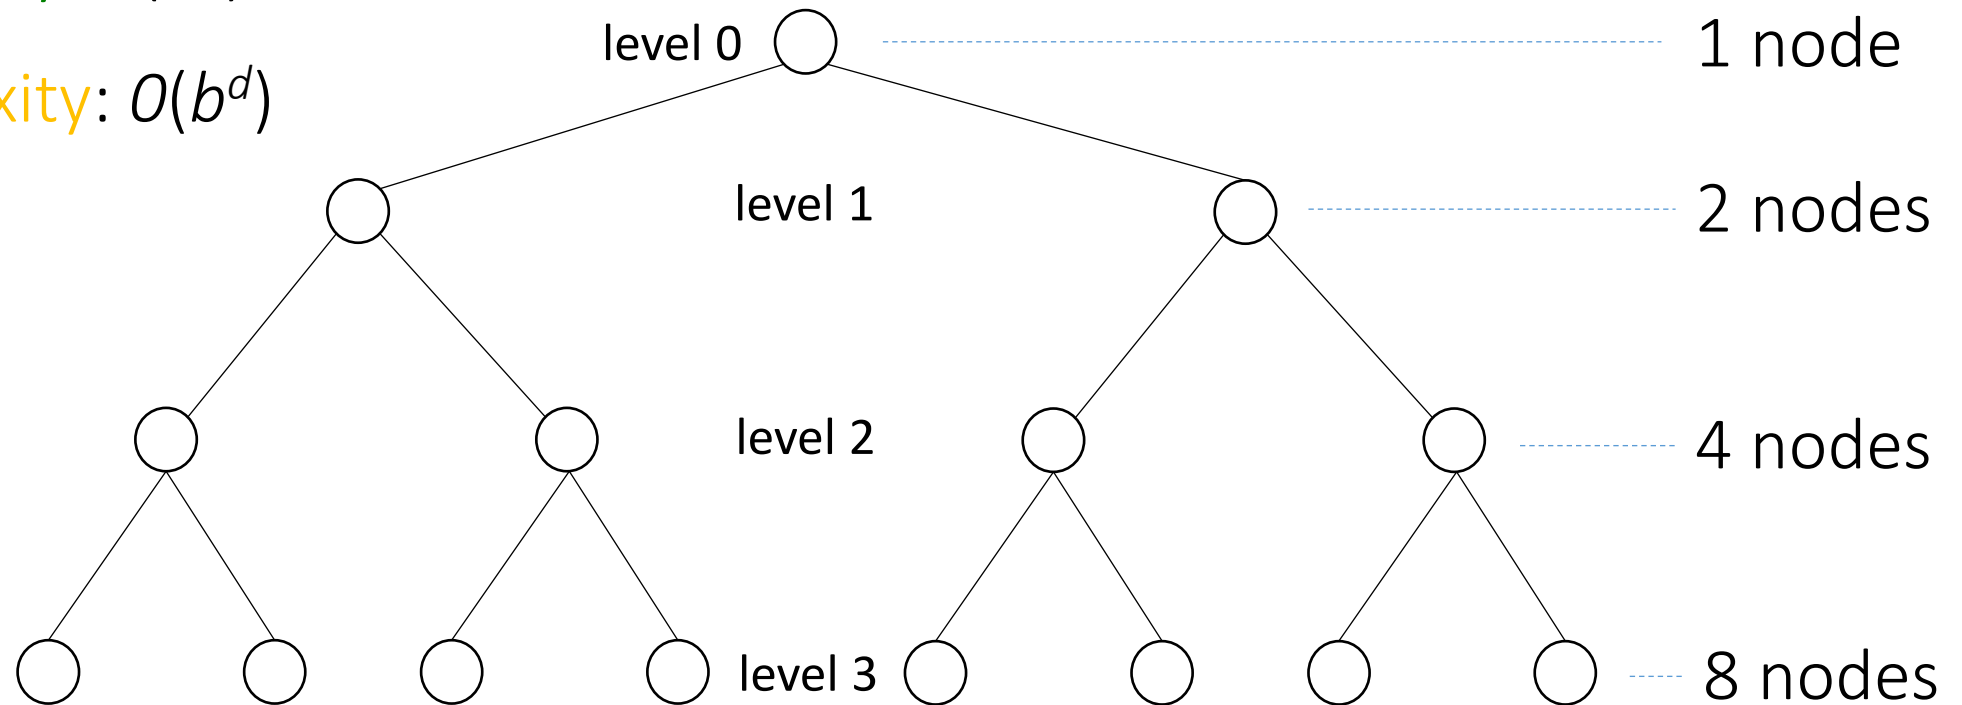 level 0
1 node
xity: O(b^d)
level 1
2 nodes
level 2
4 nodes
level 3
8 nodes